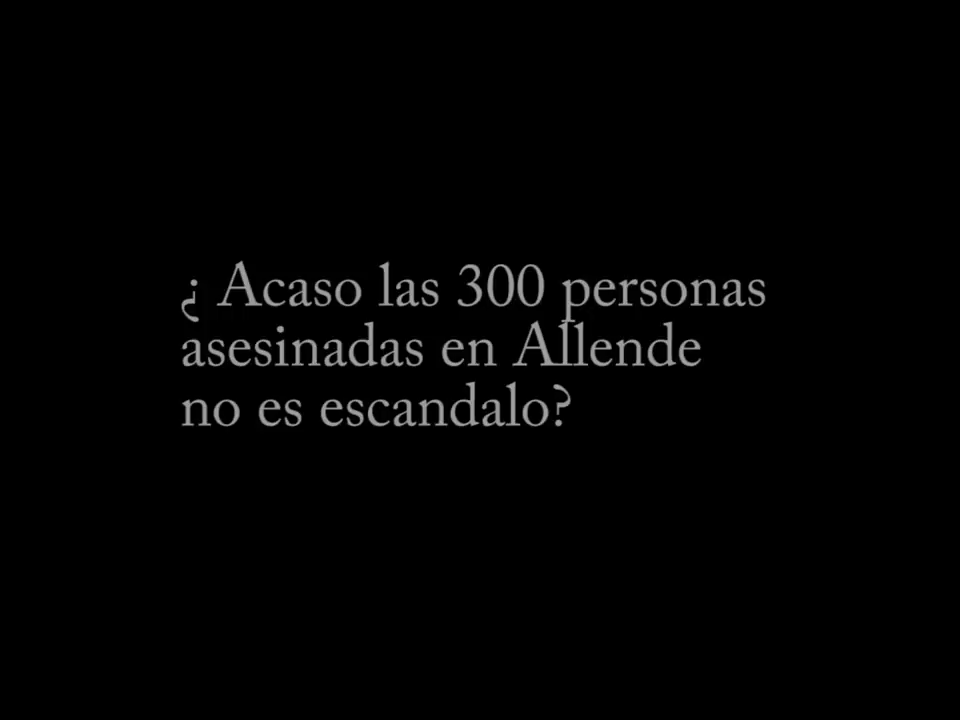 ¿ Acaso las 300 personas
asesinadas en Allende
no es escandalo?